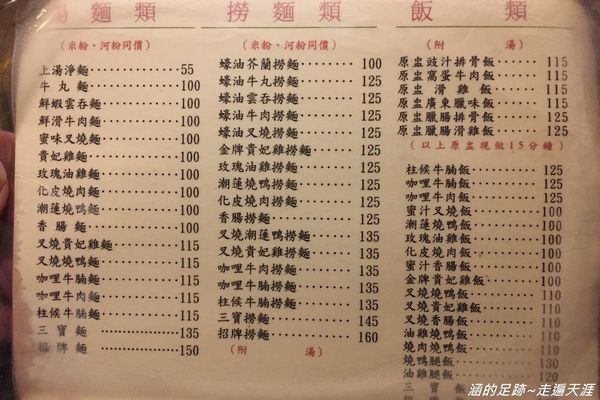 湯麵類
(米粉、河粉同價)
上湯淨麵 55
牛丸麵 100
鮮蝦雲吞麵 100
鮮滑牛肉麵 100
蜜味叉燒麵 100
貴妃雞麵 100
玫瑰油雞麵 100
化皮燒肉麵 100
潮蓮燒鴨麵 100
香腸麵 100
叉燒貴妃雞麵 115
叉燒燒鴨麵 115
咖哩牛腩麵 115
咖哩牛肉麵 115
柱候牛腩麵 115
三寶麵 135
招牌麵 150
撈麵類
(米粉、河粉同價)
蠔油芥蘭撈麵 100
蠔油牛丸撈麵 125
蠔油雲吞撈麵 125
蠔油牛肉撈麵 125
蠔油叉燒撈麵 125
金牌貴妃雞撈麵 125
玫瑰油雞撈麵 125
潮蓮燒鴨撈麵 125
化皮燒肉撈麵 125
香腸撈麵 125
叉燒潮蓮燒鴨撈麵 135
叉燒貴妃雞撈麵 135
咖哩牛肉撈麵 135
咖哩牛腩撈麵 135
柱候牛腩撈麵 135
三寶撈麵 145
招牌撈麵 160
(附湯)
飯類
(附湯)
原盅豉汁排骨飯 115
原盅窩蛋牛肉飯 115
原盅滑雞飯 115
原盅廣東臘味飯 115
原盅臘腸排骨飯 125
原盅臘腸滑雞飯 125
(以上原盅現做15分鐘)
柱候牛腩飯 125
咖哩牛腩飯 125
咖哩牛肉飯 125
蜜汁叉燒飯 100
潮蓮燒鴨飯 100
玫瑰油雞飯 100
化皮燒肉飯 100
蜜汁香腸飯 100
金牌貴妃雞飯 100
叉燒燒鴨飯 110
叉燒貴妃雞飯 110
叉燒香腸飯 110
油雞燒鴨飯 110
燒肉燒鴨飯 110
燒鴨腿飯 130
油雞腿飯 120
三寶飯
涵的足跡~走遍天涯